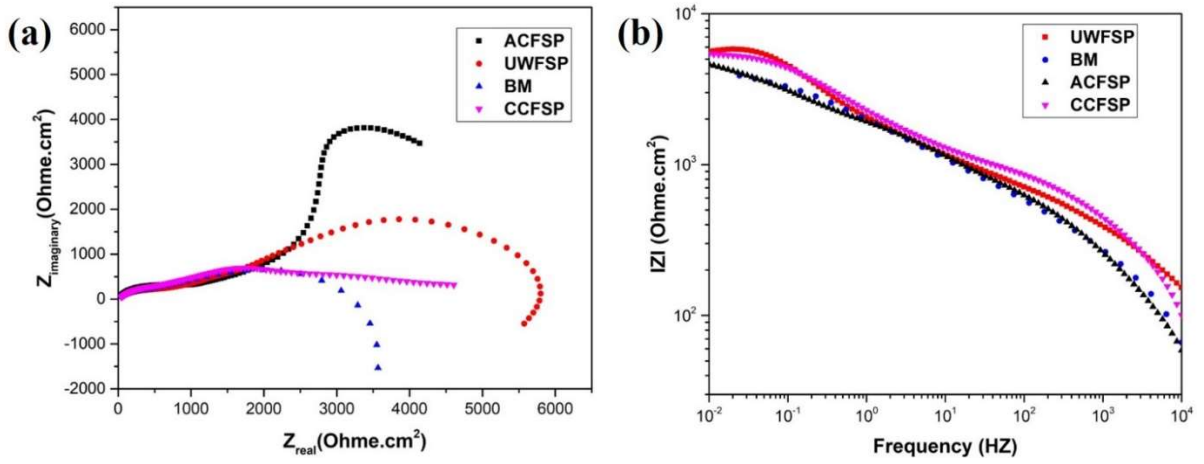 (a)
ACFSP
UWFSP
BM
CCFSP
Z_imaginary(Ohme.cm²)
6000
5000
4000
3000
2000
1000
0
-1000
-2000
0 1000 2000 3000 4000 5000 6000
Z_real(Ohme.cm²)
(b)
UWFSP
BM
ACFSP
CCFSP
IZI (Ohme.cm²)
10⁴
10³
10²
10⁻² 10⁻¹ 10⁰ 10¹ 10² 10³ 10⁴
Frequency (HZ)